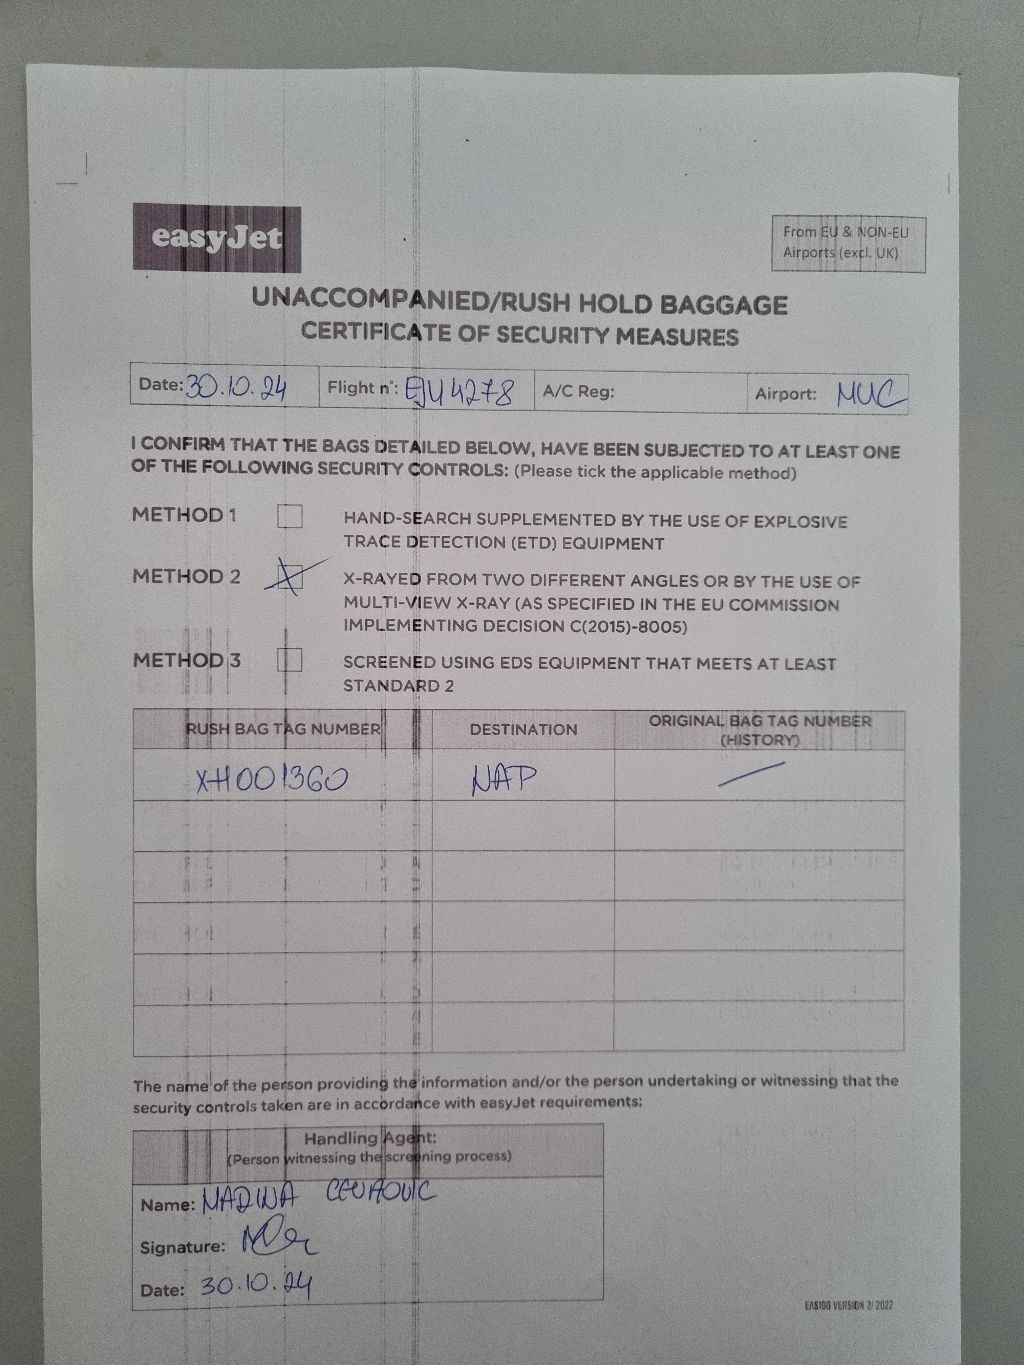 easyJet
From EU & NON-EU
Airports (excl. UK)
UNACCOMPANIED/RUSH HOLD BAGGAGE
CERTIFICATE OF SECURITY MEASURES
Date: 30.10.24 Flight n°: EJU 4278 A/C Reg: Airport: MUC
I CONFIRM THAT THE BAGS DETAILED BELOW, HAVE BEEN SUBJECTED TO AT LEAST ONE
OF THE FOLLOWING SECURITY CONTROLS: (Please tick the applicable method)
METHOD 1 HAND-SEARCH SUPPLEMENTED BY THE USE OF EXPLOSIVE
TRACE DETECTION (ETD) EQUIPMENT
METHOD 2 X-RAYED FROM TWO DIFFERENT ANGLES OR BY THE USE OF
MULTI-VIEW X-RAY (AS SPECIFIED IN THE EU COMMISSION
IMPLEMENTING DECISION C(2015)-8005)
METHOD 3 SCREENED USING EDS EQUIPMENT THAT MEETS AT LEAST
STANDARD 2
RUSH BAG TAG NUMBER DESTINATION ORIGINAL BAG TAG NUMBER
(HISTORY)
XH001360 NAP
The name of the person providing the information and/or the person undertaking or witnessing that the
security controls taken are in accordance with easyJet requirements:
Handling Agent:
(Person witnessing the screening process)
Name: MADINA
Signature:
Date: 30.10.24
EAS108 VERSION 2/ 2022